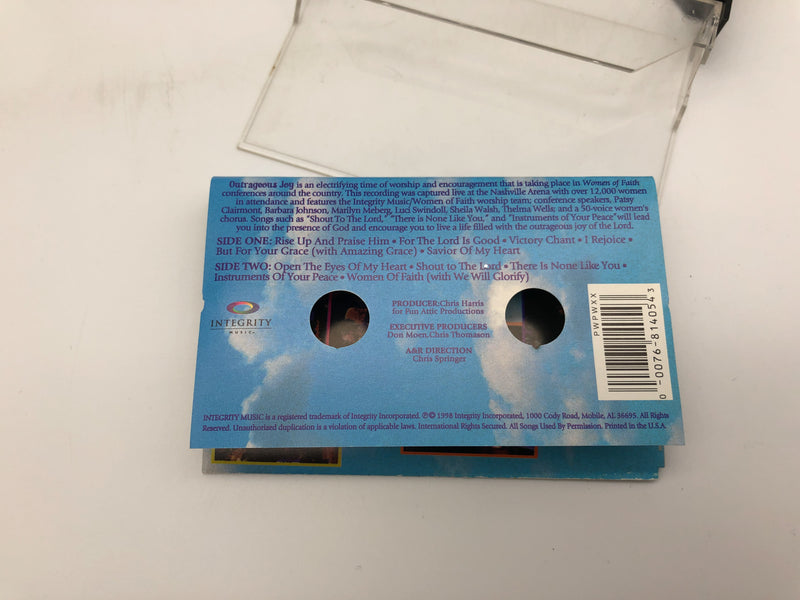 Outrageous Joy is an electrifying time of worship and encouragement that is taking place in Women of Faith
conferences around the country. This recording was captured live at the Nashville Arena with over 12,000 women
in attendance and features the Integrity Music/Women of Faith worship team; conference speakers, Patsy
Clairmont, Barbara Johnson, Marilyn Meberg, Luci Swindoll, Sheila Walsh, Thelma Wells; and a 50-voice women's
chorus. Songs such as "Shout To The Lord," "There is None Like You," and "Instruments of Your Peace" will lead
you into the presence of God and encourage you to live a life filled with the outrageous joy of the Lord.
SIDE ONE: Rise Up And Praise Him • For The Lord Is Good • Victory Chant • I Rejoice •
But For Your Grace (with Amazing Grace) • Savior Of My Heart
SIDE TWO: Open The Eyes Of My Heart • Shout to The Lord • There Is None Like You •
Instruments Of Your Peace • Women Of Faith (with We Will Glorify)
INTEGRITY
MUSIC
PRODUCER: Chris Harris
for Fun Attic Productions
EXECUTIVE PRODUCERS
Don Moen, Chris Thomason
A&R DIRECTION
Chris Springer
PWPWXX
0 0076-814054 3
INTEGRITY MUSIC is a registered trademark of Integrity Incorporated. ℗© 1998 Integrity Incorporated, 1000 Cody Road, Mobile, AL 36695. All Rights
Reserved. Unauthorized duplication is a violation of applicable laws. International Rights Secured. All Songs Used By Permission. Printed in the U.S.A.